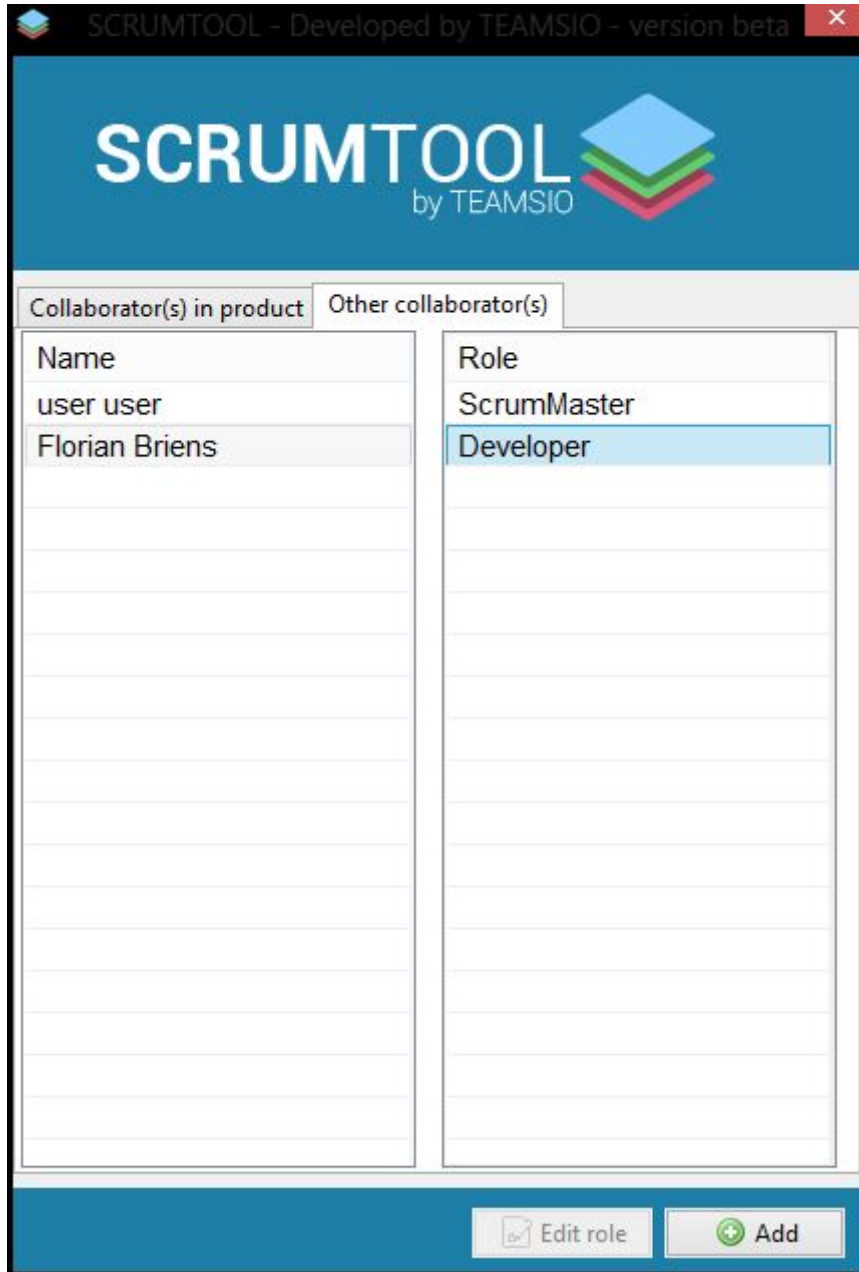 SCRUMTOOL - Developed by TEAMSIO - version beta
SCRUMTOOL
by TEAMSIO
Collaborator(s) in product Other collaborator(s)
Name Role
user user ScrumMaster
Florian Briens Developer
Edit role Add